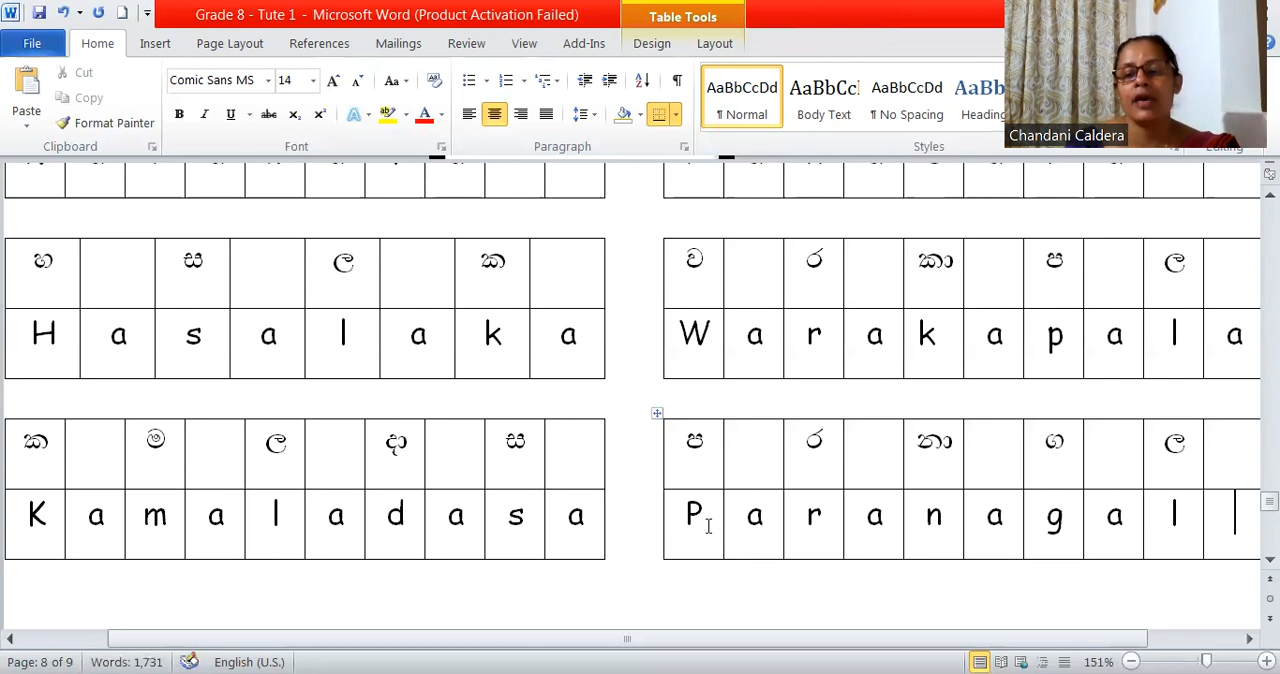 Grade 8 - Tute 1 - Microsoft Word (Product Activation Failed)
Table Tools
File Home Insert Page Layout References Mailings Review View Add-Ins Design Layout
Cut
Copy
Paste
Format Painter
Clipboard
Comic Sans MS 14
Font
Paragraph
AaBbCcDd AaBbCcI AaBbCcDd AaBbC
¶ Normal Body Text ¶ No Spacing Heading
Styles
Chandani Caldera
හ ස ල ක
H a s a l a k a
ව ර කා ප ල
W a r a k a p a l a
ක ම ල දා ස
K a m a l a d a s a
ප ර නා ග ල
P a r a n a g a l
Page: 8 of 9 Words: 1,731 English (U.S.) 151%